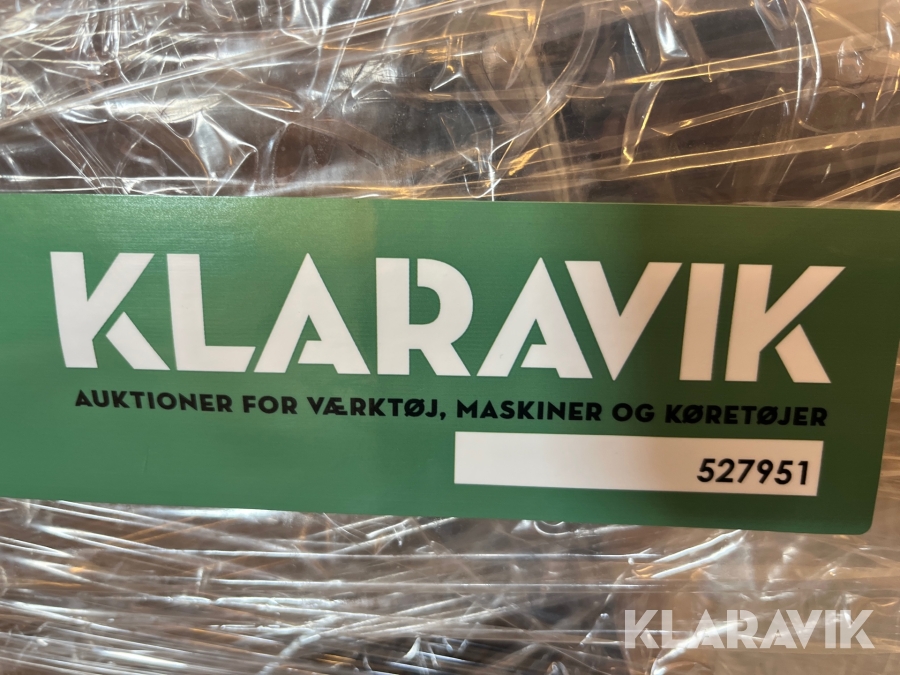 KLARAVIK
AUKTIONER FOR VÆRKTØJ, MASKINER OG KØRETØJER
527951
KLARAVIK